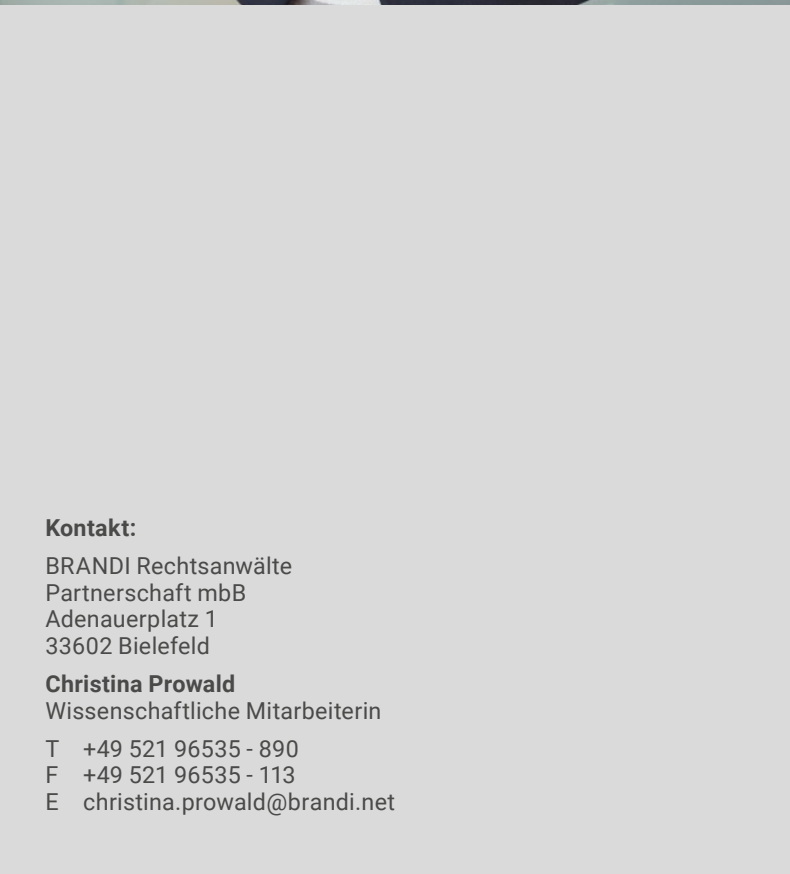 Kontakt:
BRANDI Rechtsanwälte
Partnerschaft mbB
Adenauerplatz 1
33602 Bielefeld
Christina Prowald
Wissenschaftliche Mitarbeiterin
T +49 521 96535 - 890
F +49 521 96535 - 113
E christina.prowald@brandi.net